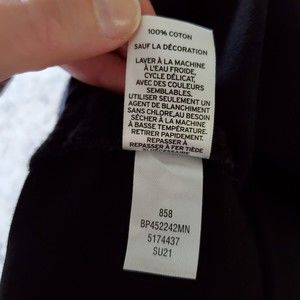 100% COTON
SAUF LA DÉCORATION
LAVER À LA MACHINE
À L'EAU FROIDE,
CYCLE DÉLICAT,
AVEC DES COULEURS
SEMBLABLES,
UTILISER SEULEMENT UN
AGENT DE BLANCHIMENT
SANS CHLORE,AU BESOIN
SÉCHER À LA MACHINE
À BASSE TEMPÉRATURE.
RETIRER RAPIDEMENT.
REPASSER À
REPASSER À FER TIÈDE
858
BP452242MN
5174437
SU21